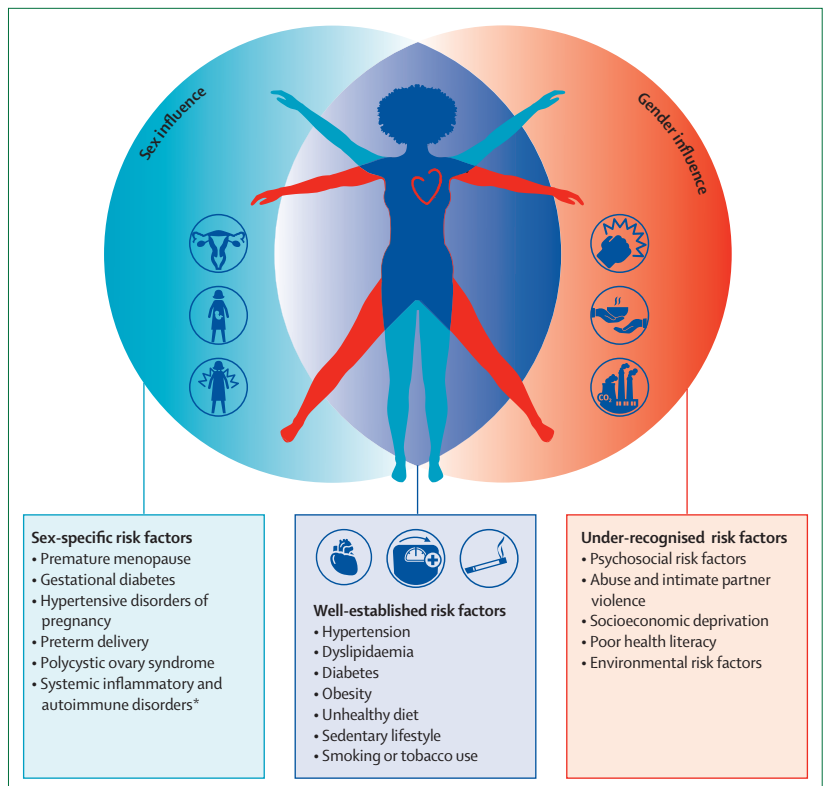 Sex influence
Gender influence
CO₂
Sex-specific risk factors
• Premature menopause
• Gestational diabetes
• Hypertensive disorders of
pregnancy
• Preterm delivery
• Polycystic ovary syndrome
• Systemic inflammatory and
autoimmune disorders*
Well-established risk factors
• Hypertension
• Dyslipidaemia
• Diabetes
• Obesity
• Unhealthy diet
• Sedentary lifestyle
• Smoking or tobacco use
Under-recognised risk factors
• Psychosocial risk factors
• Abuse and intimate partner
violence
• Socioeconomic deprivation
• Poor health literacy
• Environmental risk factors